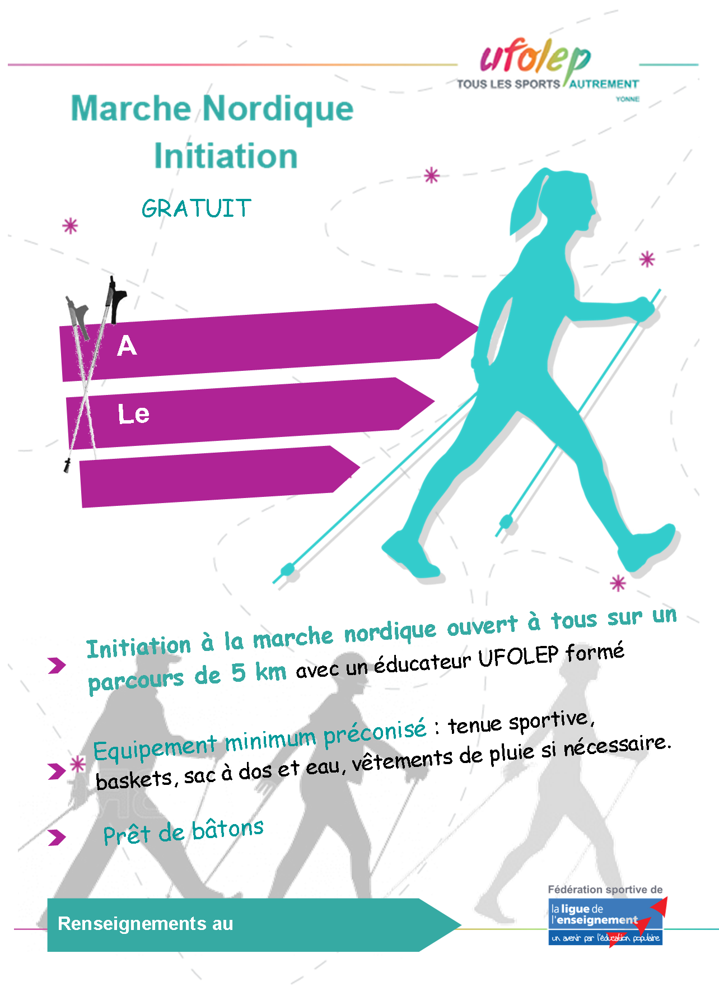 ufolep
TOUS LES SPORTS AUTREMENT
YONNE
Marche Nordique
Initiation
GRATUIT
A
Le
Initiation à la marche nordique ouvert à tous sur un
parcours de 5 km avec un éducateur UFOLEP formé
Equipement minimum préconisé : tenue sportive,
baskets, sac à dos et eau, vêtements de pluie si nécessaire.
Prêt de bâtons
Renseignements au
Fédération sportive de
la ligue de
l'enseignement
un avenir par l'éducation populaire